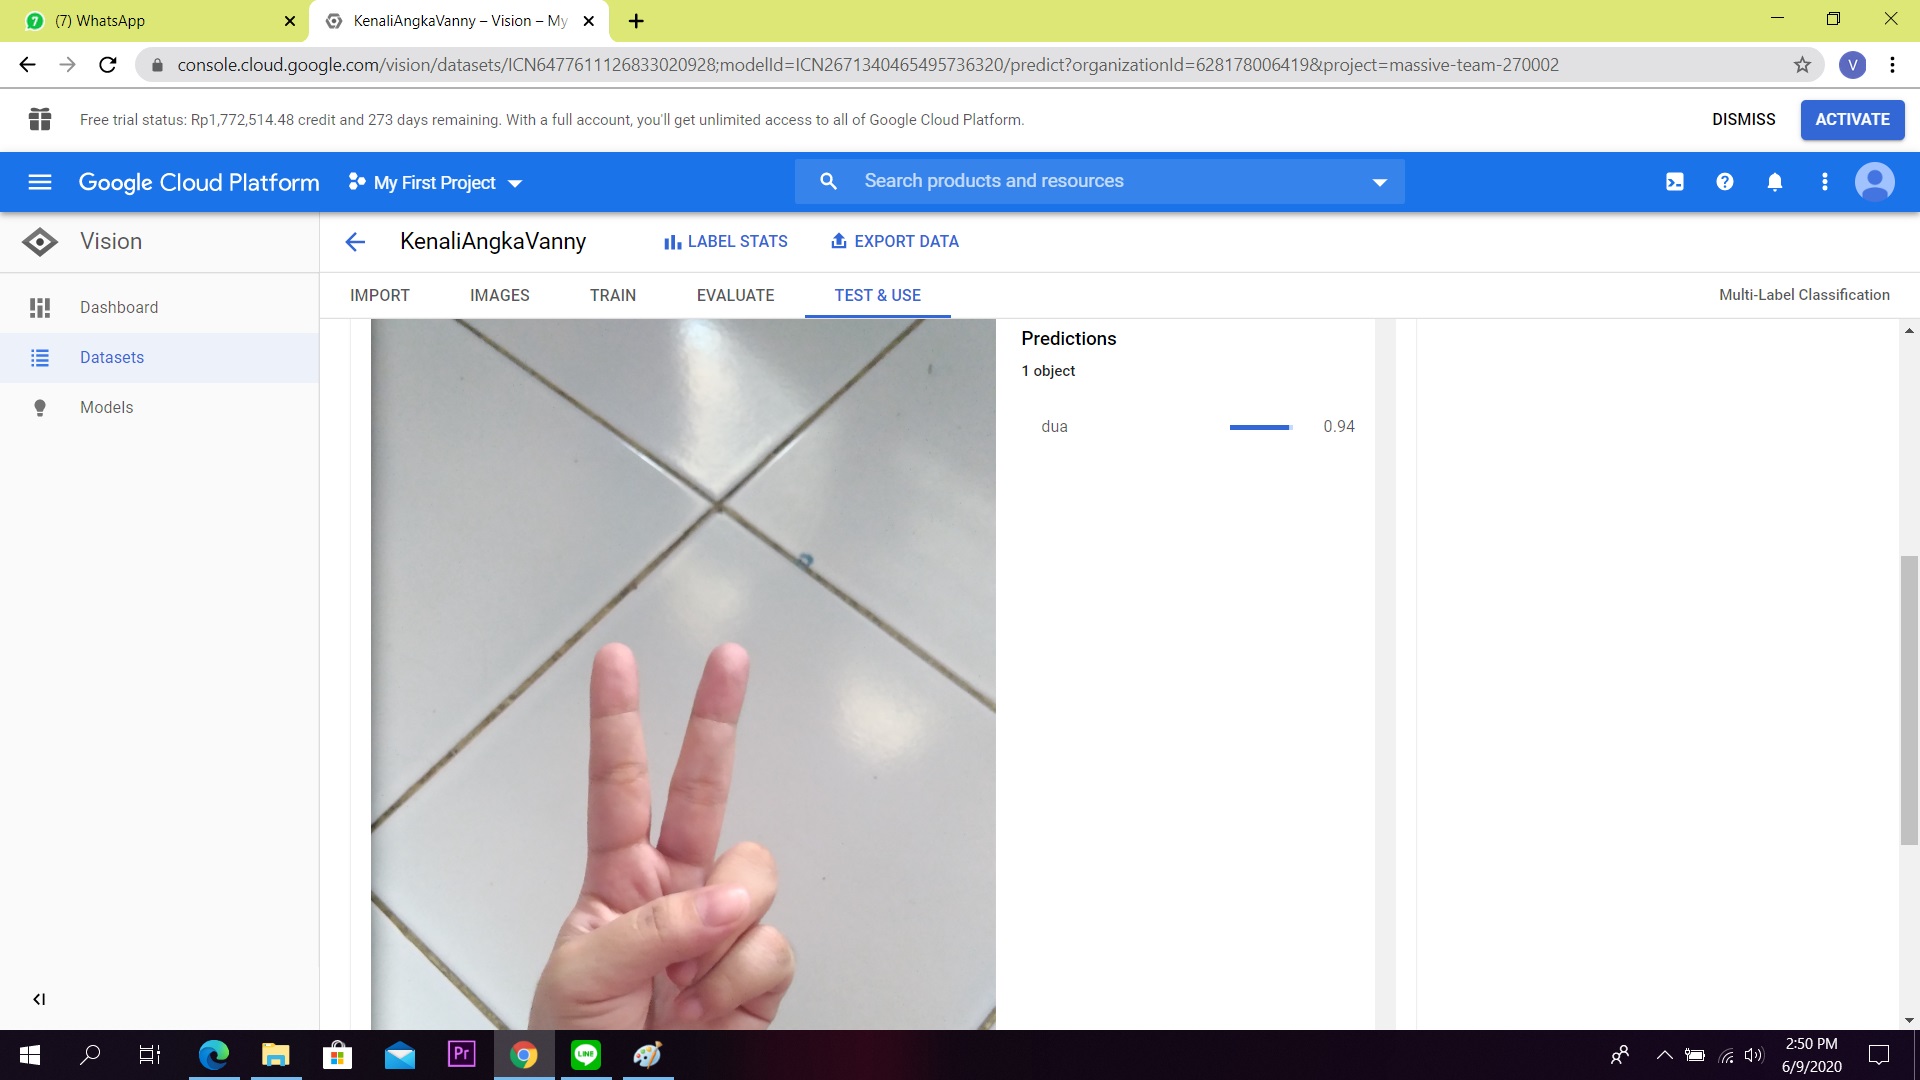 (7) WhatsApp
KenaliAngkaVanny – Vision – My
console.cloud.google.com/vision/datasets/ICN6477611126833020928;modelId=ICN2671340465495736320/predict?organizationId=628178006419&project=massive-team-270002
V
Free trial status: Rp1,772,514.48 credit and 273 days remaining. With a full account, you'll get unlimited access to all of Google Cloud Platform.
DISMISS
ACTIVATE
Google Cloud Platform
My First Project
Search products and resources
Vision
KenaliAngkaVanny
LABEL STATS
EXPORT DATA
Dashboard
Datasets
Models
IMPORT
IMAGES
TRAIN
EVALUATE
TEST & USE
Multi-Label Classification
Predictions
1 object
dua 0.94
Pr
LINE
2:50 PM
6/9/2020